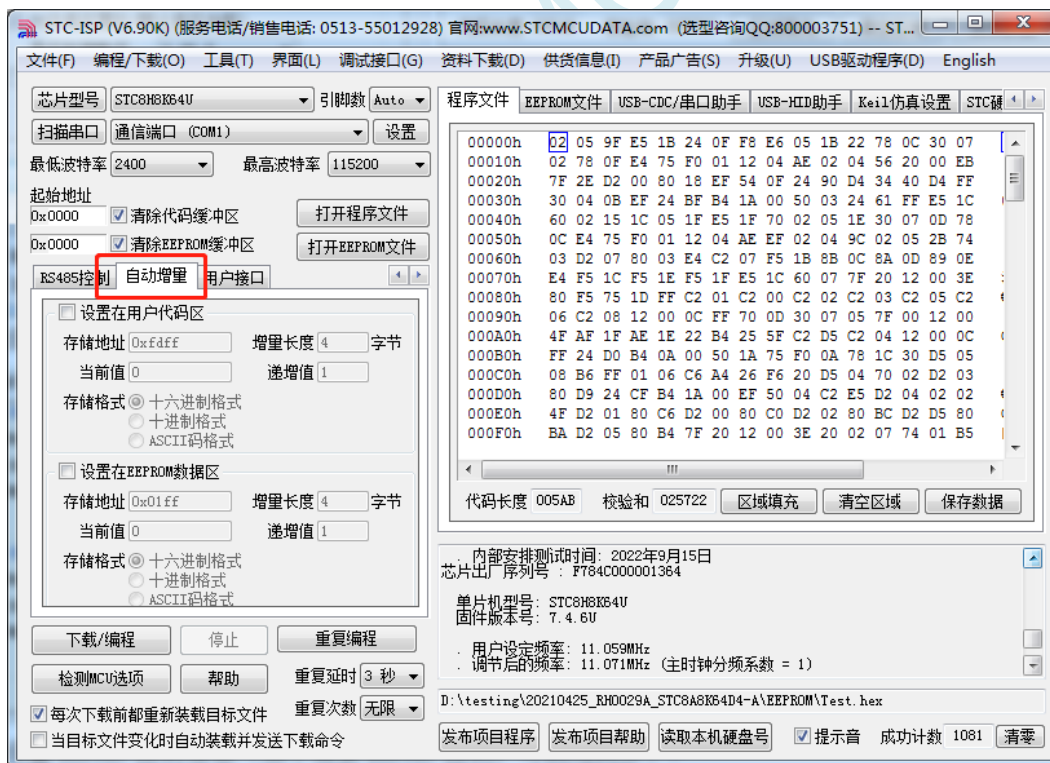 STC-ISP (V6.90K) (服务电话/销售电话: 0513-55012928) 官网:www.STCMCUDATA.com (选型咨询QQ:800003751) -- ST...
文件(F) 编程/下载(O) 工具(T) 界面(L) 调试接口(G) 资料下载(D) 供货信息(I) 产品广告(S) 升级(U) USB驱动程序(D) English
芯片型号 STC8H8K64U 引脚数 Auto
扫描串口 通信端口 (COM1) 设置
最低波特率 2400 最高波特率 115200
起始地址
0x0000 清除代码缓冲区 打开程序文件
0x0000 清除EEPROM缓冲区 打开EEPROM文件
RS485控制 自动增量 用户接口
设置在用户代码区
存储地址 0xfdff 增量长度 4 字节
当前值 0 递增值 1
存储格式 十六进制格式
十进制格式
ASCII码格式
设置在EEPROM数据区
存储地址 0x01ff 增量长度 4 字节
当前值 0 递增值 1
存储格式 十六进制格式
十进制格式
ASCII码格式
下载/编程 停止 重复编程
检测MCU选项 帮助 重复延时 3 秒
每次下载前都重新装载目标文件 重复次数 无限
当目标文件变化时自动装载并发送下载命令
程序文件 EEPROM文件 USB-CDC/串口助手 USB-HID助手 Keil仿真设置 STC硬
00000h 02 05 9F E5 1B 24 0F F8 E6 05 1B 22 78 0C 30 07
00010h 02 78 0F E4 75 F0 01 12 04 AE 02 04 56 20 00 EB
00020h 7F 2E D2 00 80 18 EF 54 0F 24 90 D4 34 40 D4 FF
00030h 30 04 0B EF 24 BF B4 1A 00 50 03 24 61 FF E5 1C
00040h 60 02 15 1C 05 1F E5 1F 70 02 05 1E 30 07 0D 78
00050h 0C E4 75 F0 01 12 04 AE EF 02 04 9C 02 05 2B 74
00060h 03 D2 07 80 03 E4 C2 07 F5 1B 8B 0C 8A 0D 89 0E
00070h E4 F5 1C F5 1E F5 1F E5 1C 60 07 7F 20 12 00 3E
00080h 80 F5 75 1D FF C2 01 C2 00 C2 02 C2 03 C2 05 C2
00090h 06 C2 08 12 00 0C FF 70 0D 30 07 05 7F 00 12 00
000A0h 4F AF 1F AE 1E 22 B4 25 5F C2 D5 C2 04 12 00 0C
000B0h FF 24 D0 B4 0A 00 50 1A 75 F0 0A 78 1C 30 D5 05
000C0h 08 B6 FF 01 06 C6 A4 26 F6 20 D5 04 70 02 D2 03
000D0h 80 D9 24 CF B4 1A 00 EF 50 04 C2 E5 D2 04 02 02
000E0h 4F D2 01 80 C6 D2 00 80 C0 D2 02 80 BC D2 D5 80
000F0h BA D2 05 80 B4 7F 20 12 00 3E 20 02 07 74 01 B5
代码长度 005AB 校验和 025722 区域填充 清空区域 保存数据
. 内部安排测试时间: 2022年9月15日
芯片出厂序列号 : F784C000001364
单片机型号: STC8H8K64U
固件版本号: 7.4.6U
. 用户设定频率: 11.059MHz
. 调节后的频率: 11.071MHz (主时钟分频系数 = 1)
D:\testing\20210425_RH0029A_STC8A8K64D4-A\EEPROM\Test.hex
发布项目程序 发布项目帮助 读取本机硬盘号 提示音 成功计数 1081 清零